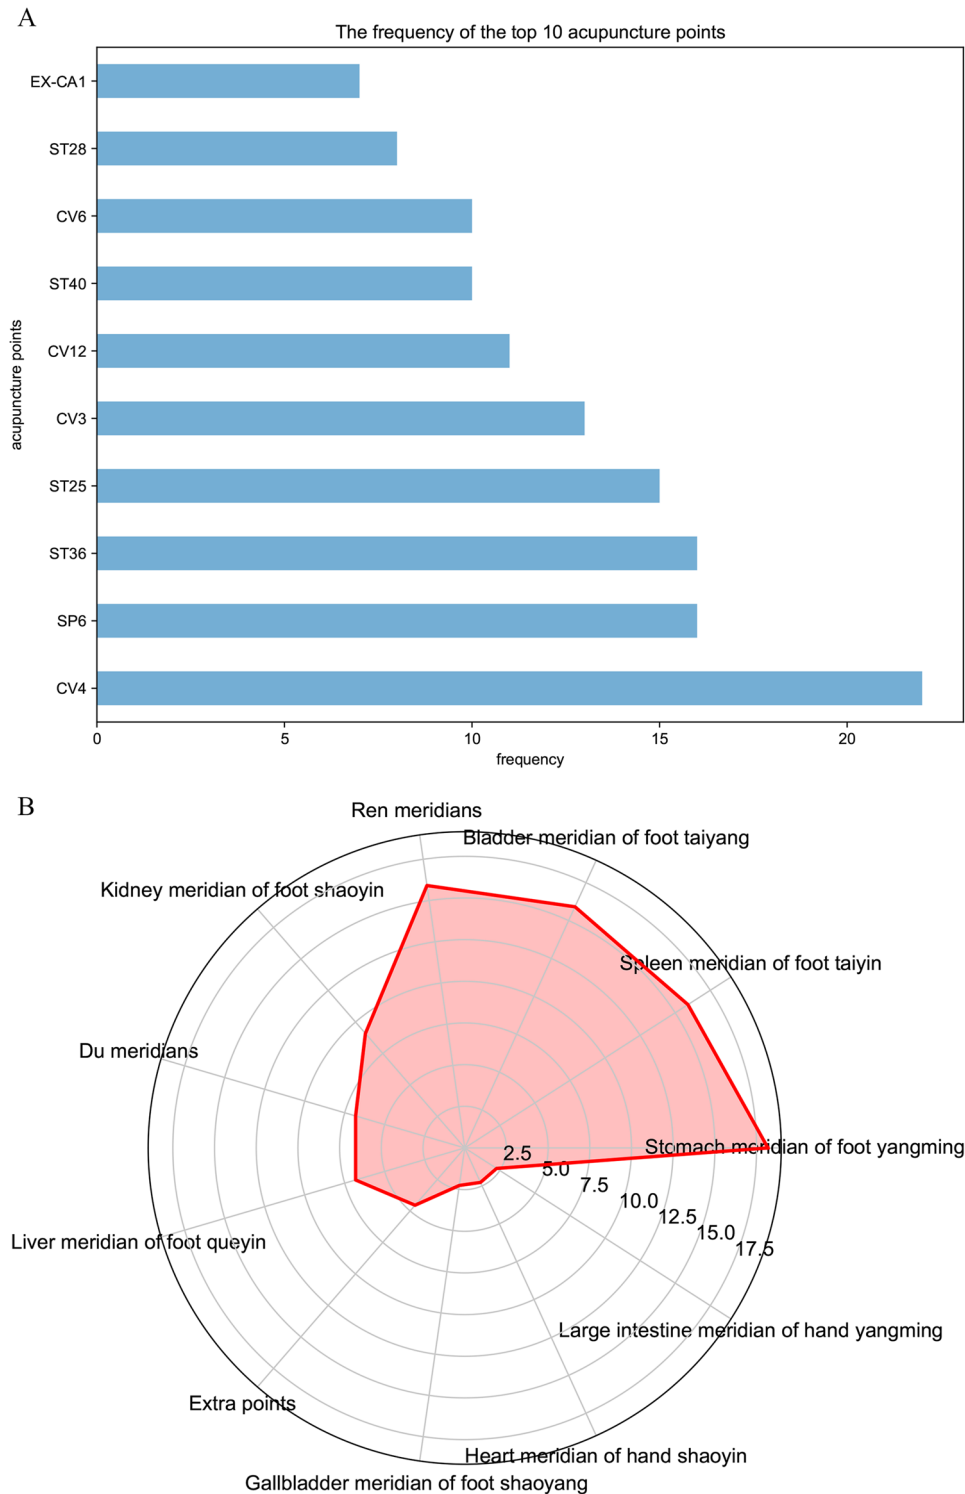 A
The frequency of the top 10 acupuncture points
EX-CA1
ST28
CV6
ST40
CV12
CV3
ST25
ST36
SP6
CV4
acupuncture points
0 5 10 15 20
frequency
B
Ren meridians
Bladder meridian of foot taiyang
Kidney meridian of foot shaoyin
Spleen meridian of foot taiyin
Du meridians
Stomach meridian of foot yangming
2.5
5.0
7.5
10.0
12.5
15.0
17.5
Liver meridian of foot queyin
Large intestine meridian of hand yangming
Extra points
Heart meridian of hand shaoyin
Gallbladder meridian of foot shaoyang